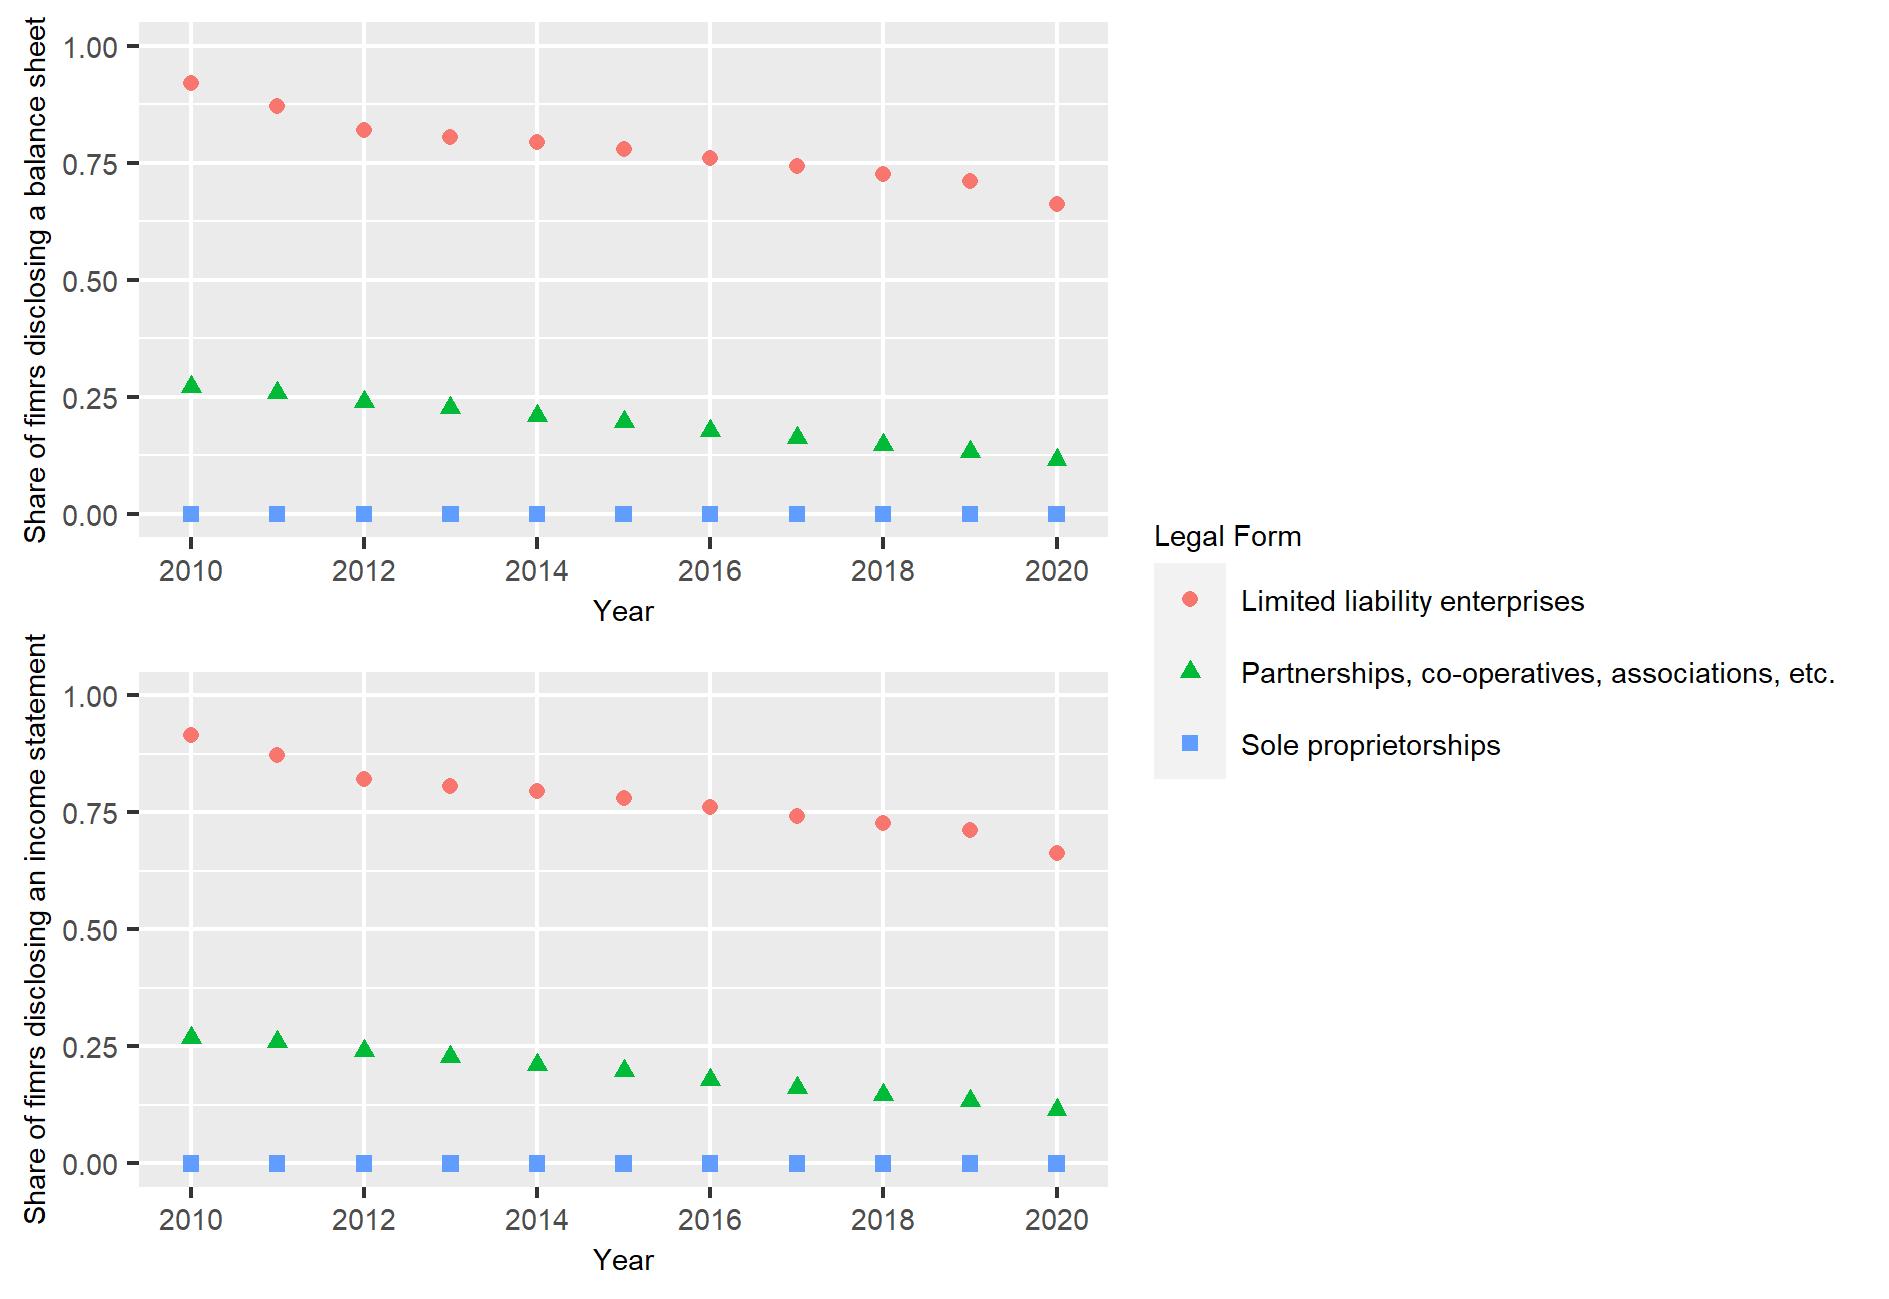 Share of fimrs disclosing a balance sheet
1.00
0.75
0.50
0.25
0.00
2010 2012 2014 2016 2018 2020
Year
Share of fimrs disclosing an income statement
1.00
0.75
0.50
0.25
0.00
2010 2012 2014 2016 2018 2020
Year
Legal Form
Limited liability enterprises
Partnerships, co-operatives, associations, etc.
Sole proprietorships